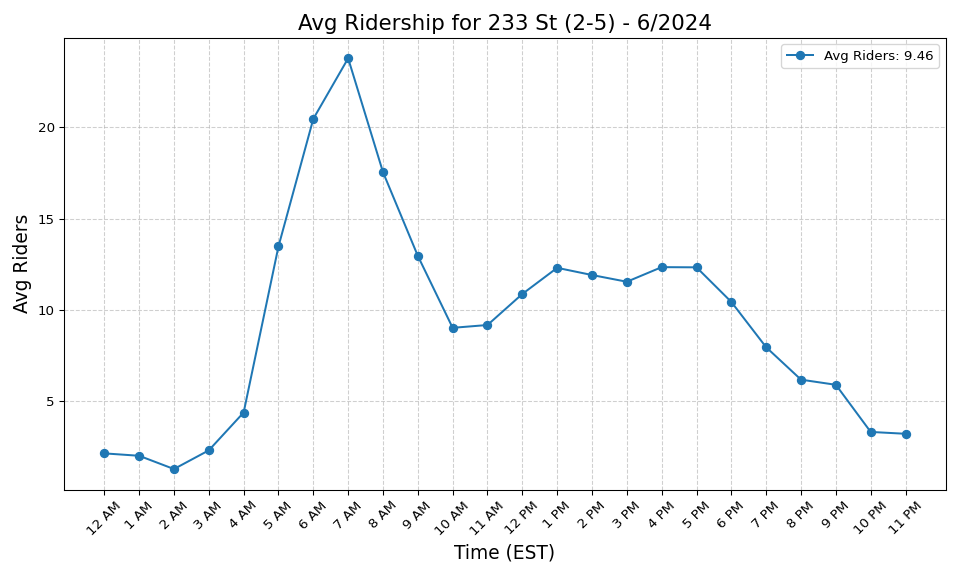 Avg Ridership for 233 St (2-5) - 6/2024
Avg Riders: 9.46
Avg Riders
20
15
10
5
12 AM
1 AM
2 AM
3 AM
4 AM
5 AM
6 AM
7 AM
8 AM
9 AM
10 AM
11 AM
12 PM
1 PM
2 PM
3 PM
4 PM
5 PM
6 PM
7 PM
8 PM
9 PM
10 PM
11 PM
Time (EST)